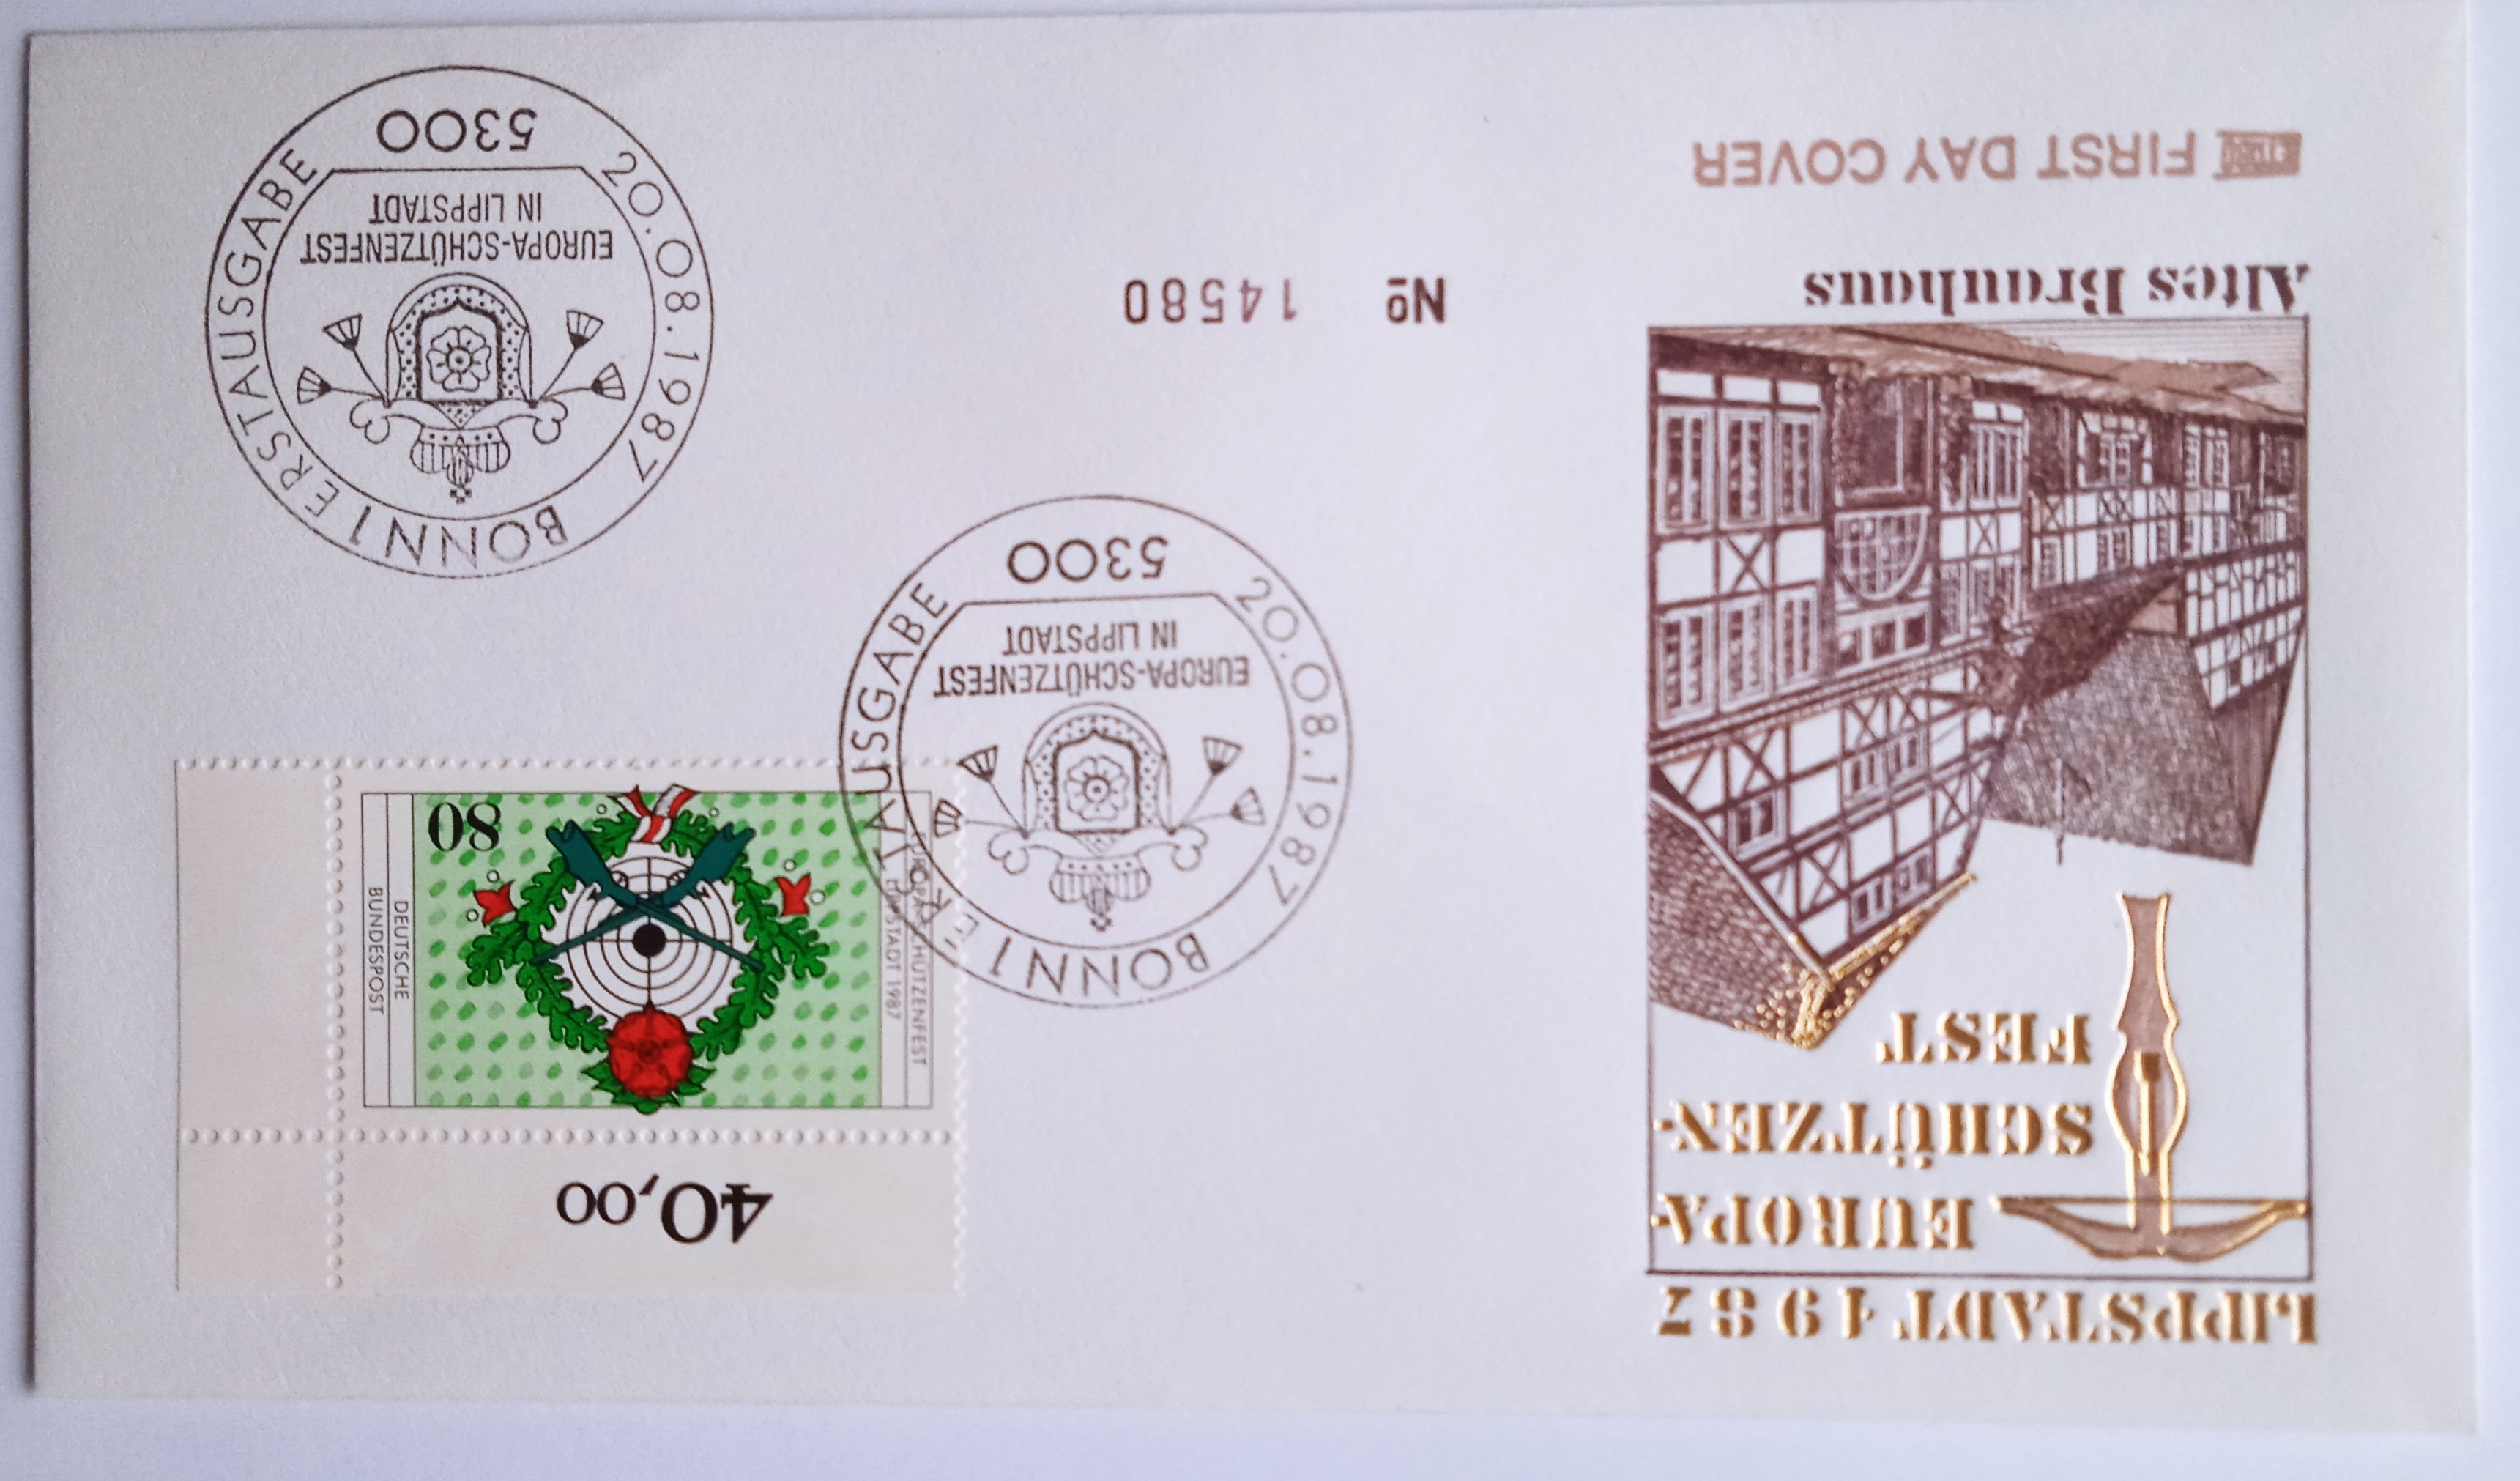 LIPPSTADT 1987
EUROPA-
SCHÜTZEN-
FEST
Altes Brauhaus
FIRST DAY COVER
Nº 14580
40,00
80
DEUTSCHE
BUNDESPOST
EUROPASCHÜTZENFEST
LIPPSTADT 1987
BONN 1 ERSTAUSGABE
20.08.1987
EUROPA-SCHÜTZENFEST
IN LIPPSTADT
5300
BONN 1 ERSTAUSGABE
20.08.1987
EUROPA-SCHÜTZENFEST
IN LIPPSTADT
5300